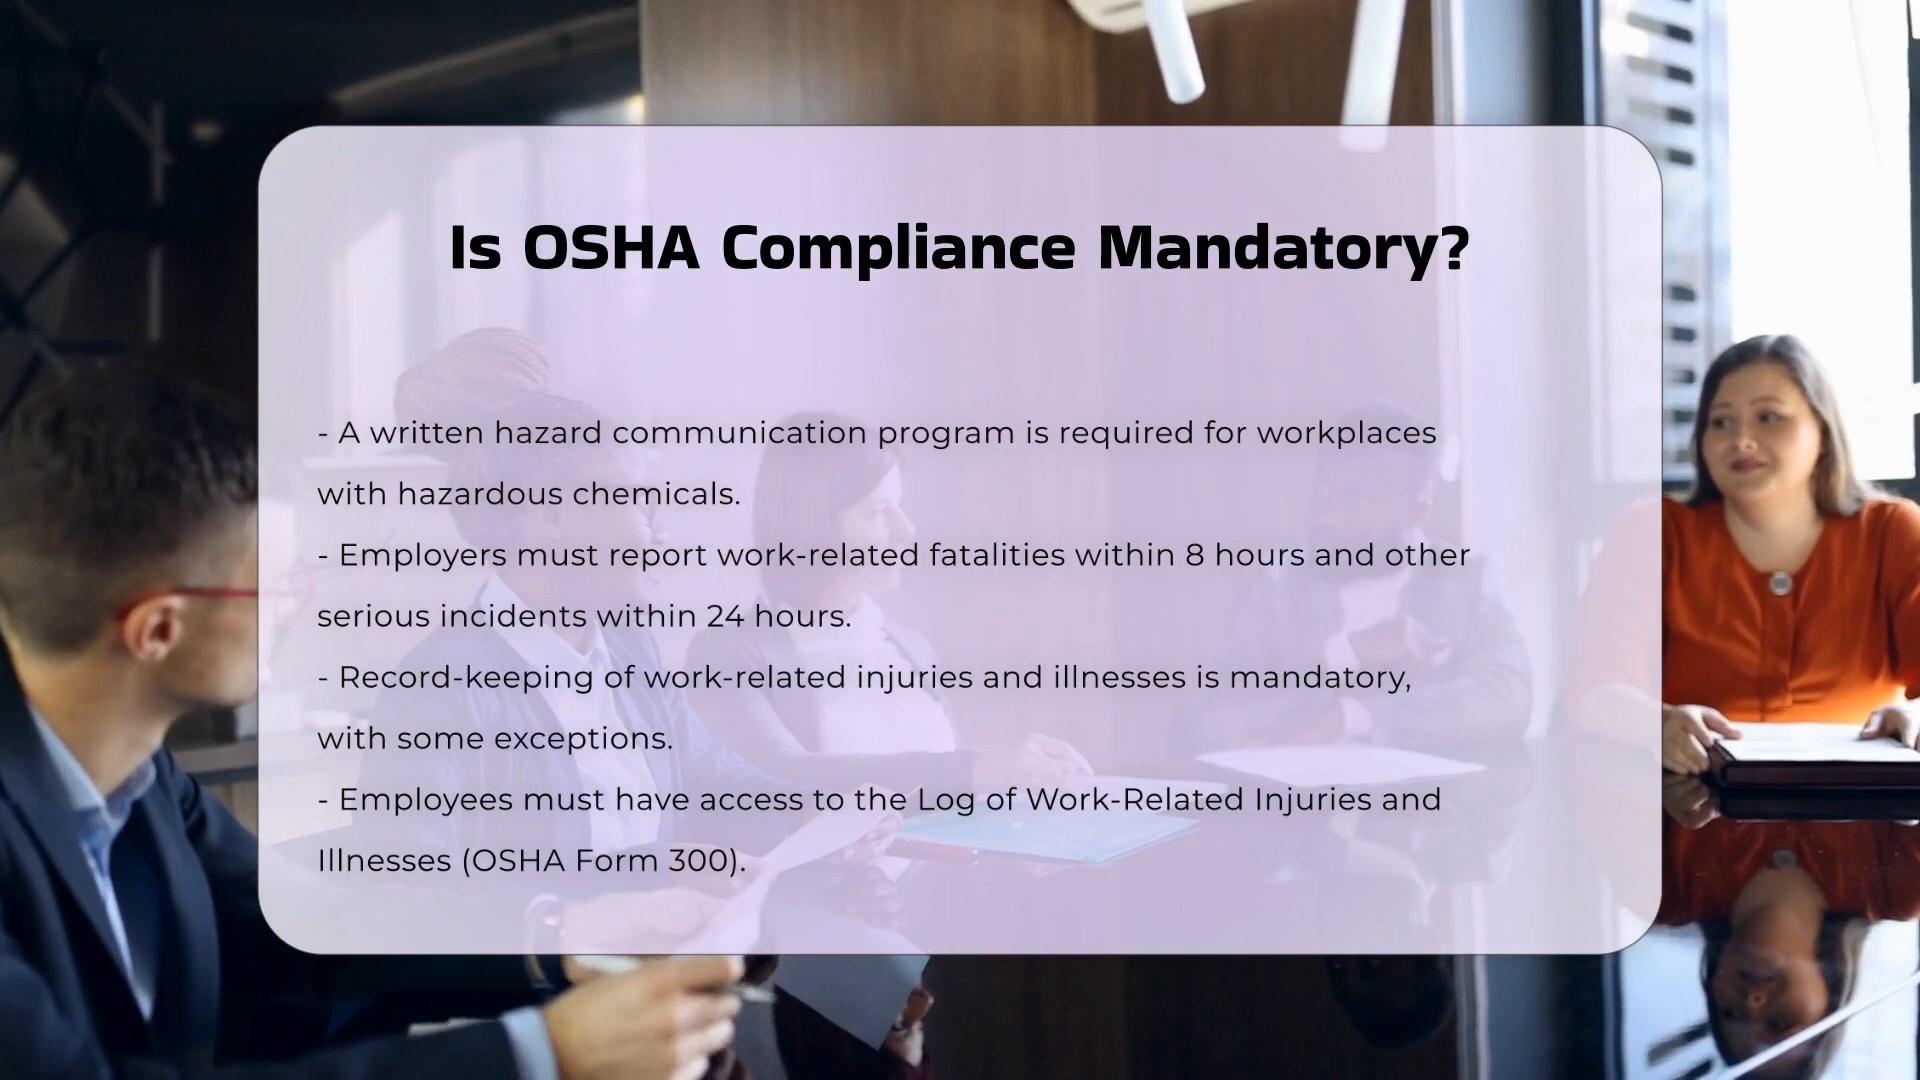 Is OSHA Compliance Mandatory?
- A written hazard communication program is required for workplaces
with hazardous chemicals.
- Employers must report work-related fatalities within 8 hours and other
serious incidents within 24 hours.
- Record-keeping of work-related injuries and illnesses is mandatory,
with some exceptions.
- Employees must have access to the Log of Work-Related Injuries and
Illnesses (OSHA Form 300).